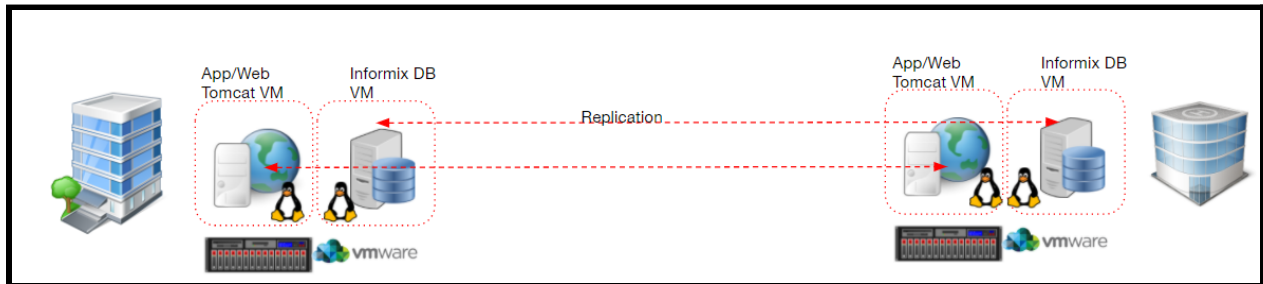 App/Web
Tomcat VM
Informix DB
VM
App/Web
Tomcat VM
Informix DB
VM
Replication
vmware
vmware